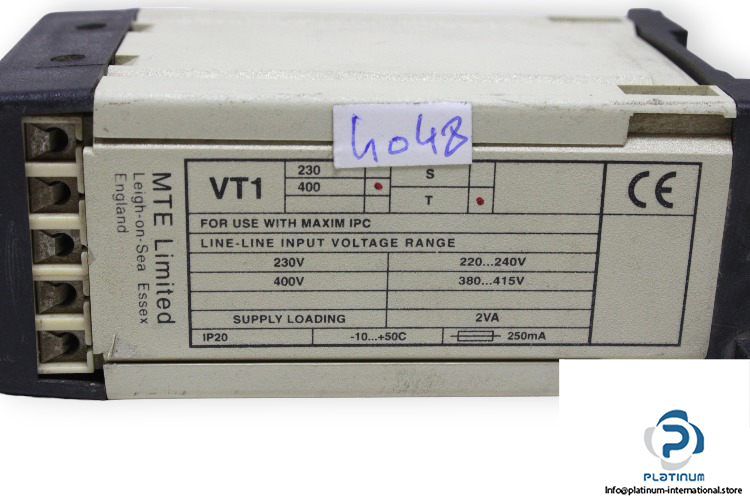 4048
MTE Limited
Leigh-on-Sea Essex
England
VT1
230
400
S
T
CE
FOR USE WITH MAXIM IPC
LINE-LINE INPUT VOLTAGE RANGE
230V 220...240V
400V 380...415V
SUPPLY LOADING 2VA
IP20 -10...+50C 250mA
PLATINUM
Info@platinum-international.store